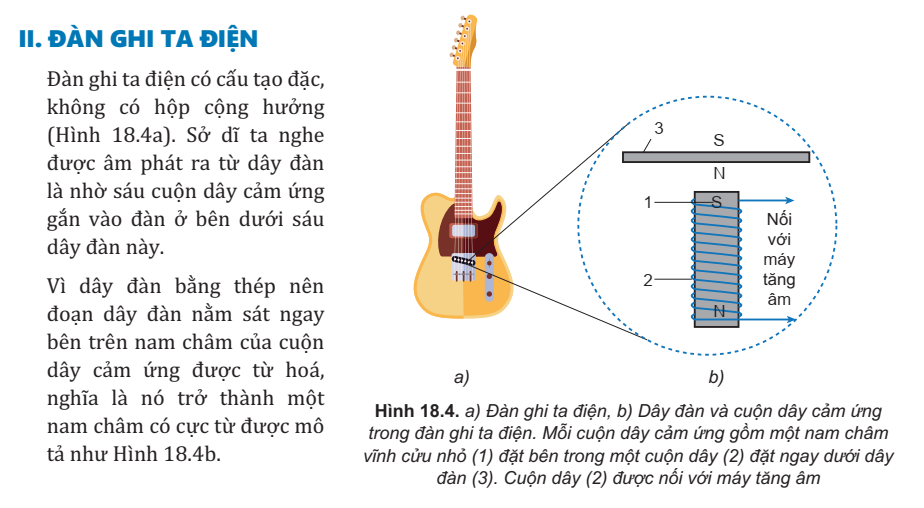 II. ĐÀN GHI TA ĐIỆN
Đàn ghi ta điện có cấu tạo đặc,
không có hộp cộng hưởng
(Hình 18.4a). Sở dĩ ta nghe
được âm phát ra từ dây đàn
là nhờ sáu cuộn dây cảm ứng
gắn vào đàn ở bên dưới sáu
dây đàn này.
Vì dây đàn bằng thép nên
đoạn dây đàn nằm sát ngay
bên trên nam châm của cuộn
dây cảm ứng được từ hoá,
nghĩa là nó trở thành một
nam châm có cực từ được mô
tả như Hình 18.4b.
3
S
N
1
S
Nối
với
máy
tăng
âm
2
N
a)
b)
Hình 18.4. a) Đàn ghi ta điện, b) Dây đàn và cuộn dây cảm ứng
trong đàn ghi ta điện. Mỗi cuộn dây cảm ứng gồm một nam châm
vĩnh cửu nhỏ (1) đặt bên trong một cuộn dây (2) đặt ngay dưới dây
đàn (3). Cuộn dây (2) được nối với máy tăng âm